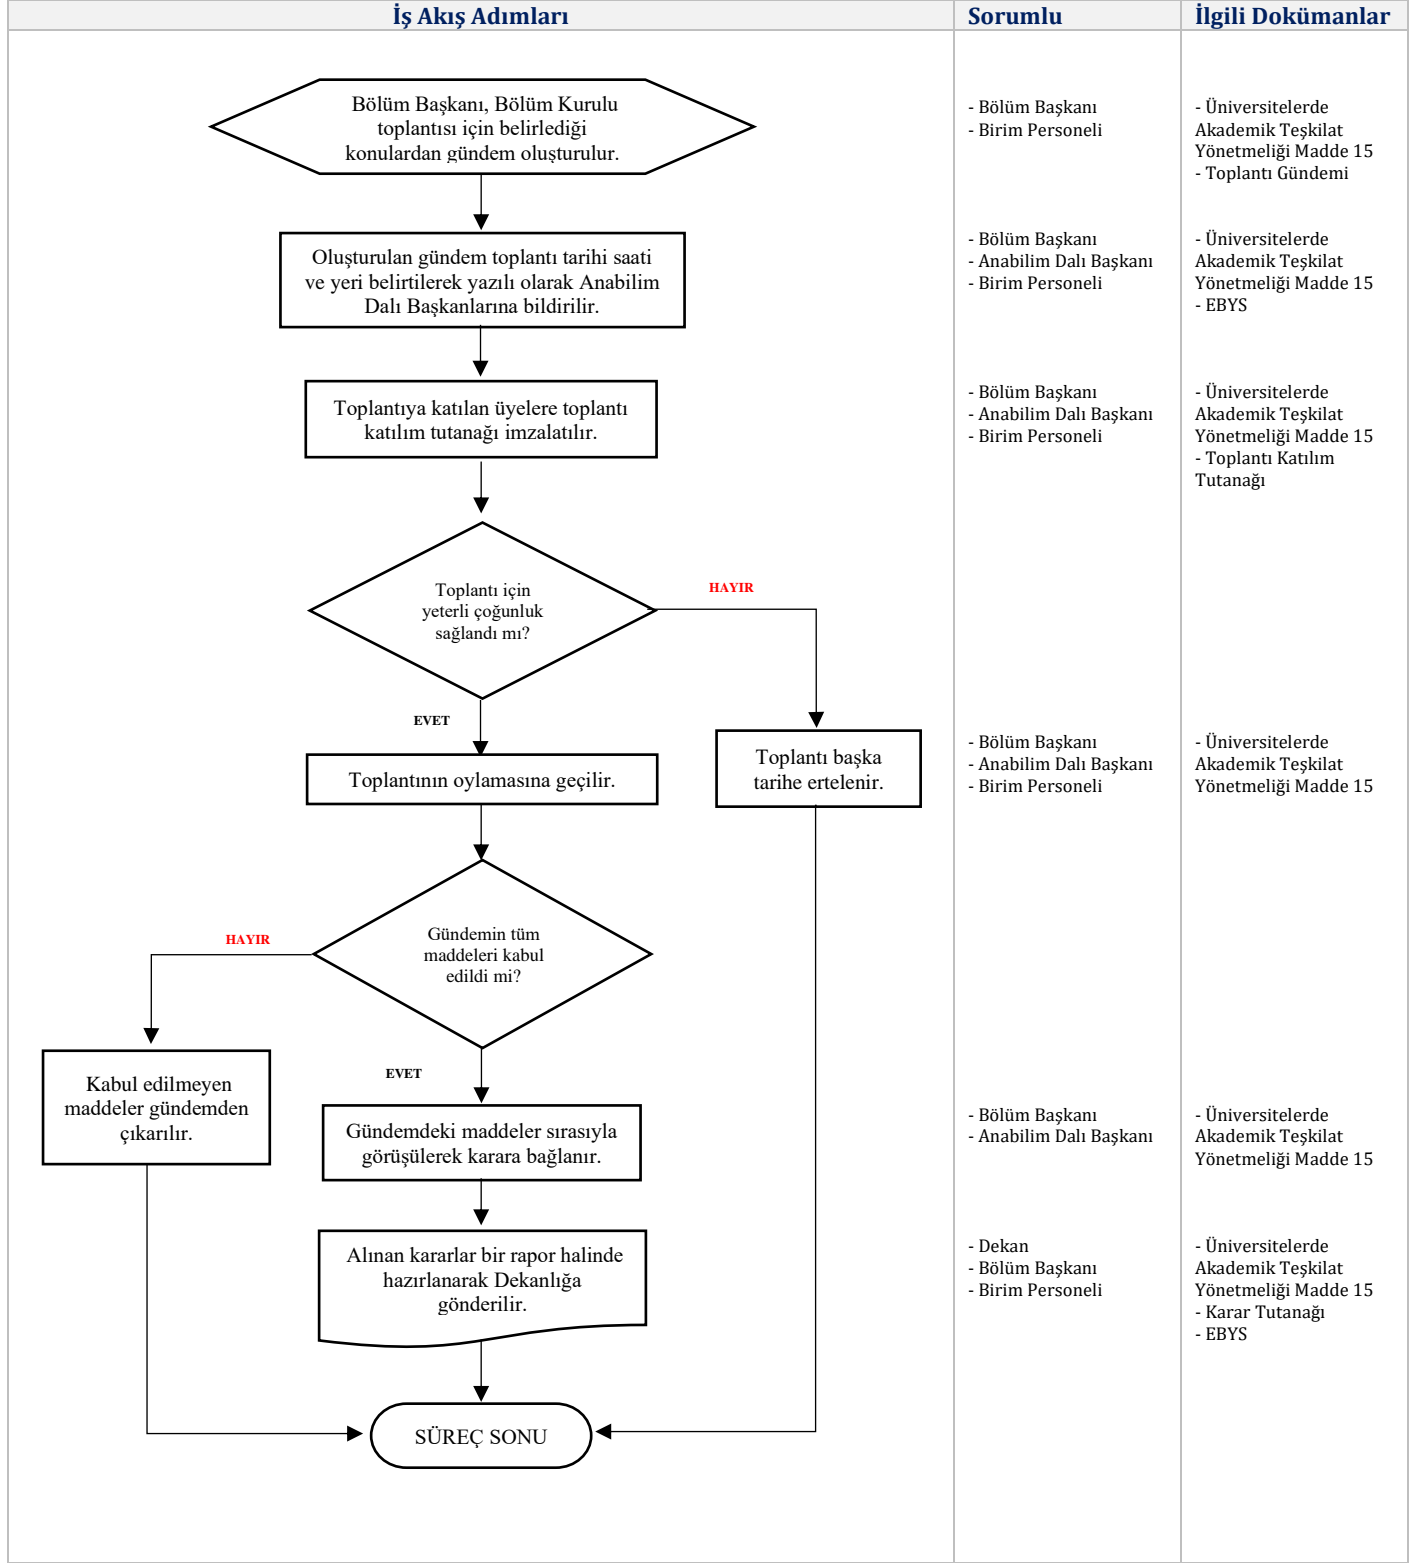 İş Akış Adımları
Sorumlu
İlgili Dokümanlar
Bölüm Başkanı, Bölüm Kurulu
toplantısı için belirlediği
konulardan gündem oluşturulur.
- Bölüm Başkanı
- Birim Personeli
- Üniversitelerde
Akademik Teşkilat
Yönetmeliği Madde 15
- Toplantı Gündemi
Oluşturulan gündem toplantı tarihi saati
ve yeri belirtilerek yazılı olarak Anabilim
Dalı Başkanlarına bildirilir.
- Bölüm Başkanı
- Anabilim Dalı Başkanı
- Birim Personeli
- Üniversitelerde
Akademik Teşkilat
Yönetmeliği Madde 15
- EBYS
Toplantıya katılan üyelere toplantı
katılım tutanağı imzalatılır.
- Bölüm Başkanı
- Anabilim Dalı Başkanı
- Birim Personeli
- Üniversitelerde
Akademik Teşkilat
Yönetmeliği Madde 15
- Toplantı Katılım
Tutanağı
Toplantı için
yeterli çoğunluk
sağlandı mı?
HAYIR
EVET
Toplantının oylamasına geçilir.
Toplantı başka
tarihe ertelenir.
- Bölüm Başkanı
- Anabilim Dalı Başkanı
- Birim Personeli
- Üniversitelerde
Akademik Teşkilat
Yönetmeliği Madde 15
Gündemin tüm
maddeleri kabul
edildi mi?
HAYIR
EVET
Kabul edilmeyen
maddeler gündemden
çıkarılır.
Gündemdeki maddeler sırasıyla
görüşülerek karara bağlanır.
- Bölüm Başkanı
- Anabilim Dalı Başkanı
- Üniversitelerde
Akademik Teşkilat
Yönetmeliği Madde 15
Alınan kararlar bir rapor halinde
hazırlanarak Dekanlığa
gönderilir.
- Dekan
- Bölüm Başkanı
- Birim Personeli
- Üniversitelerde
Akademik Teşkilat
Yönetmeliği Madde 15
- Karar Tutanağı
- EBYS
SÜREÇ SONU